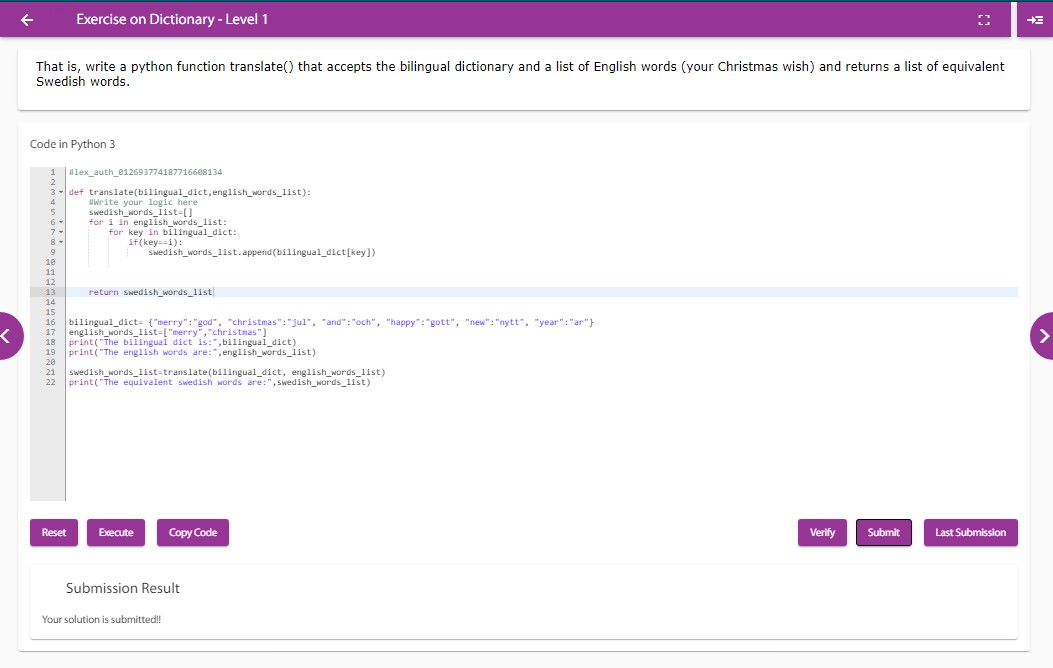 Exercise on Dictionary - Level 1
That is, write a python function translate() that accepts the bilingual dictionary and a list of English words (your Christmas wish) and returns a list of equivalent
Swedish words.
Code in Python 3
1 #lex_auth_012693774187716608134
2
3 def translate(bilingual_dict,english_words_list):
4 #Write your logic here
5 swedish_words_list=[]
6 for i in english_words_list:
7 for key in bilingual_dict:
8 if(key==i):
9 swedish_words_list.append(bilingual_dict[key])
10
11
12
13 return swedish_words_list
14
15
16 bilingual_dict= {"merry":"god", "christmas":"jul", "and":"och", "happy":"gott", "new":"nytt", "year":"ar"}
17 english_words_list=["merry","christmas"]
18 print("The bilingual dict is:",bilingual_dict)
19 print("The english words are:",english_words_list)
20
21 swedish_words_list=translate(bilingual_dict, english_words_list)
22 print("The equivalent swedish words are:",swedish_words_list)
Reset Execute Copy Code Verify Submit Last Submission
Submission Result
Your solution is submitted!!